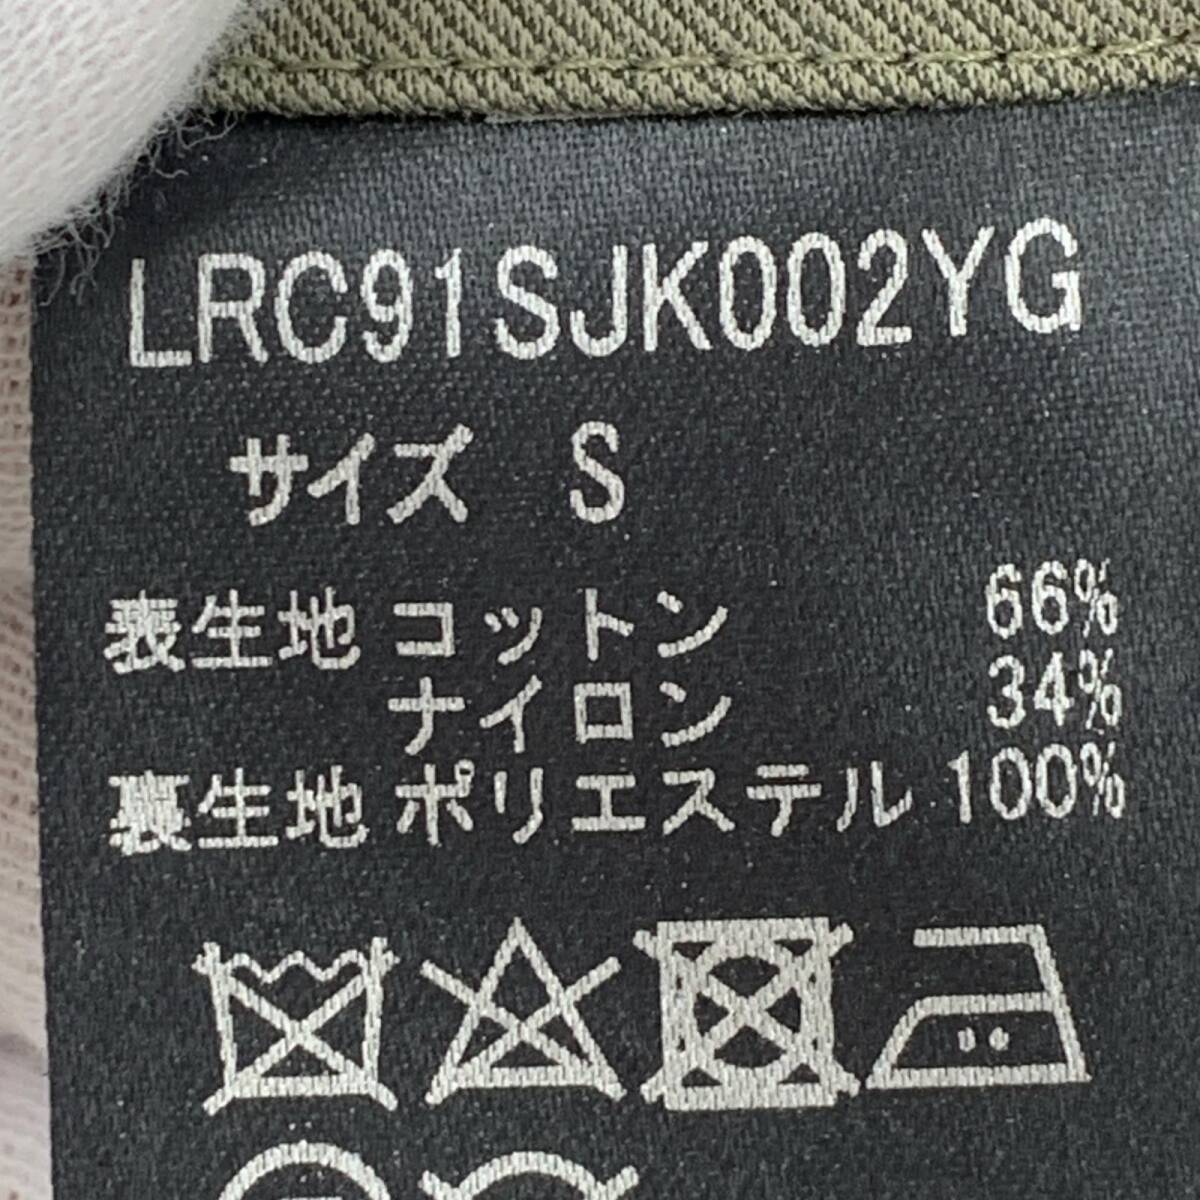 LRC91SJK002YG
サイズ S
表生地 コットン 66%
ナイロン 34%
裏生地 ポリエステル 100%